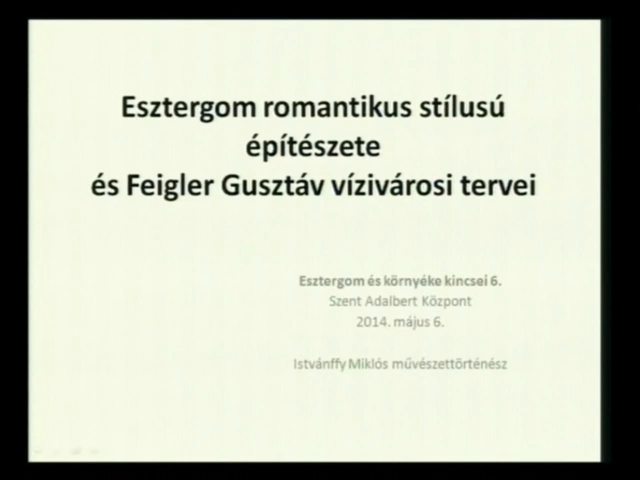 Esztergom romantikus stílusú
építészete
és Feigler Gusztáv vízivárosi tervei
Esztergom és környéke kincsei 6.
Szent Adalbert Központ
2014. május 6.
Istvánffy Miklós művészettörténész